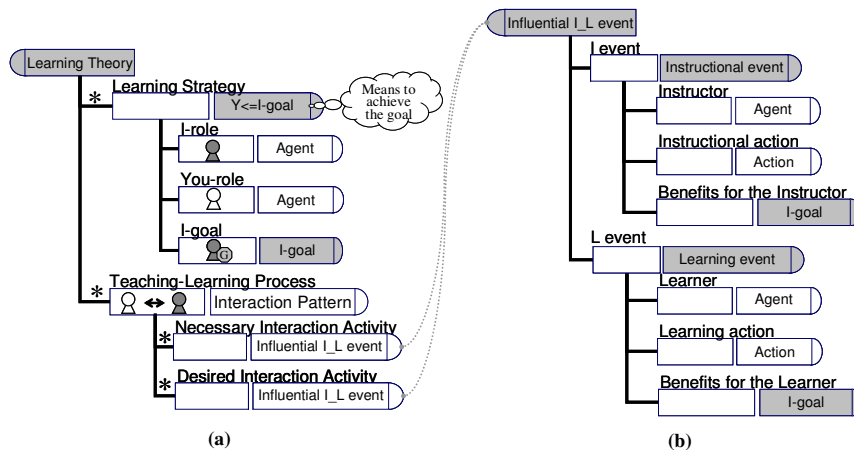 Learning Theory
*
Learning Strategy
Y<=I-goal
Means to
achieve
the goal
I-role
Agent
You-role
Agent
I-goal
G
I-goal
*
Teaching-Learning Process
Interaction Pattern
*
Necessary Interaction Activity
Influential I_L event
*
Desired Interaction Activity
Influential I_L event
(a)
Influential I_L event
I event
Instructional event
Instructor
Agent
Instructional action
Action
Benefits for the Instructor
I-goal
L event
Learning event
Learner
Agent
Learning action
Action
Benefits for the Learner
I-goal
(b)